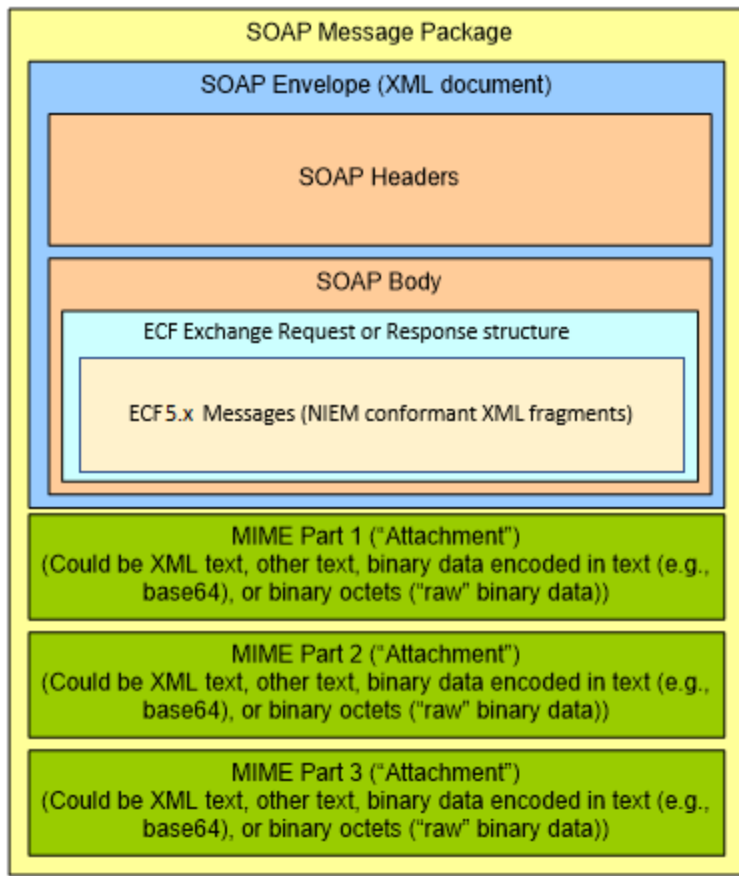 SOAP Message Package
SOAP Envelope (XML document)
SOAP Headers
SOAP Body
ECF Exchange Request or Response structure
ECF5.x Messages (NIEM conformant XML fragments)
MIME Part 1 (“Attachment”)
(Could be XML text, other text, binary data encoded in text (e.g.,
base64), or binary octets (“raw” binary data))
MIME Part 2 (“Attachment”)
(Could be XML text, other text, binary data encoded in text (e.g.,
base64), or binary octets (“raw” binary data))
MIME Part 3 (“Attachment”)
(Could be XML text, other text, binary data encoded in text (e.g.,
base64), or binary octets (“raw” binary data))